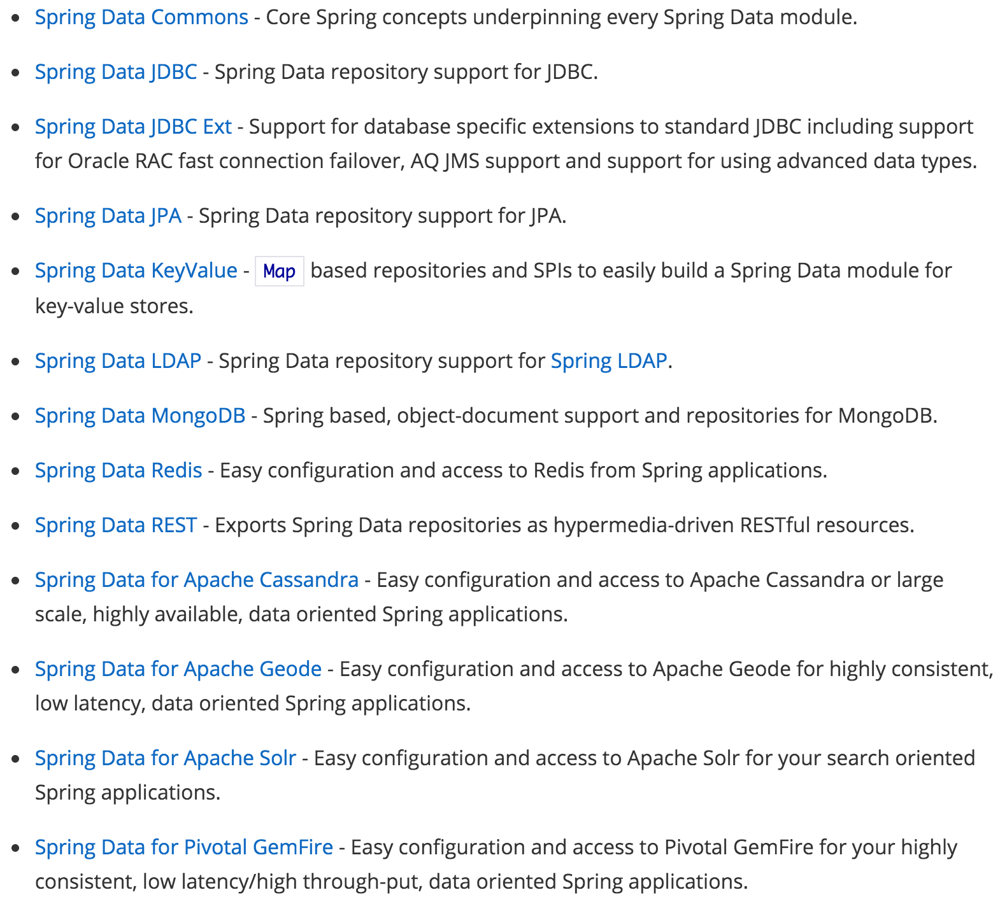 Spring Data Commons - Core Spring concepts underpinning every Spring Data module.
Spring Data JDBC - Spring Data repository support for JDBC.
Spring Data JDBC Ext - Support for database specific extensions to standard JDBC including support
for Oracle RAC fast connection failover, AQ JMS support and support for using advanced data types.
Spring Data JPA - Spring Data repository support for JPA.
Spring Data KeyValue - Map based repositories and SPIs to easily build a Spring Data module for
key-value stores.
Spring Data LDAP - Spring Data repository support for Spring LDAP.
Spring Data MongoDB - Spring based, object-document support and repositories for MongoDB.
Spring Data Redis - Easy configuration and access to Redis from Spring applications.
Spring Data REST - Exports Spring Data repositories as hypermedia-driven RESTful resources.
Spring Data for Apache Cassandra - Easy configuration and access to Apache Cassandra or large
scale, highly available, data oriented Spring applications.
Spring Data for Apache Geode - Easy configuration and access to Apache Geode for highly consistent,
low latency, data oriented Spring applications.
Spring Data for Apache Solr - Easy configuration and access to Apache Solr for your search oriented
Spring applications.
Spring Data for Pivotal GemFire - Easy configuration and access to Pivotal GemFire for your highly
consistent, low latency/high through-put, data oriented Spring applications.